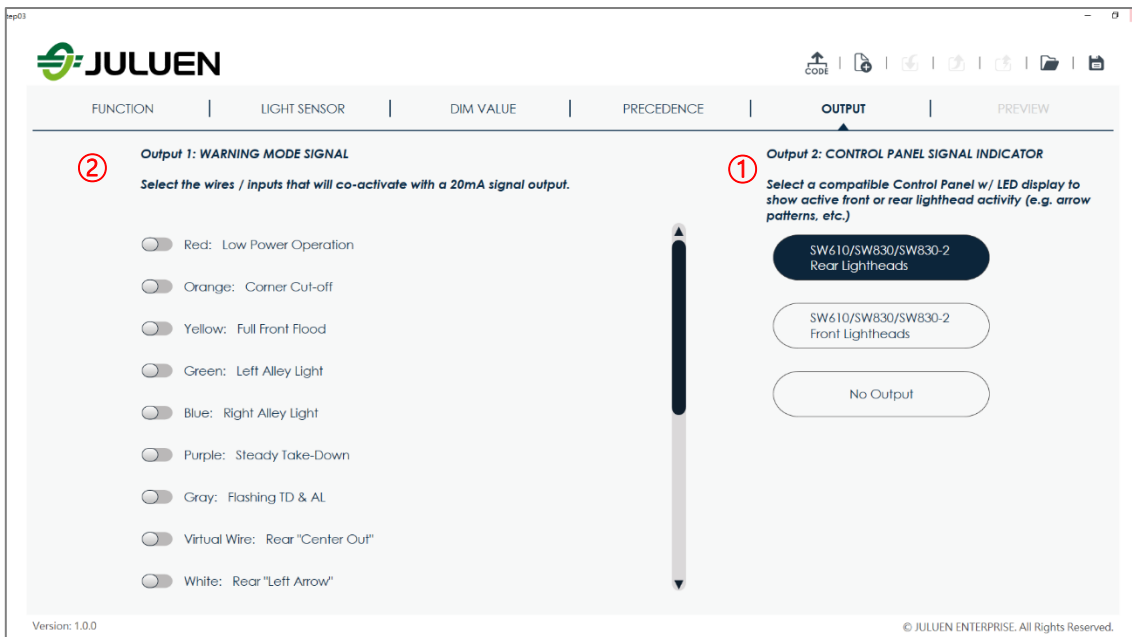 tep03
JULUEN
CODE
FUNCTION
LIGHT SENSOR
DIM VALUE
PRECEDENCE
OUTPUT
PREVIEW
②
Output 1: WARNING MODE SIGNAL
Select the wires / inputs that will co-activate with a 20mA signal output.
Red: Low Power Operation
Orange: Corner Cut-off
Yellow: Full Front Flood
Green: Left Alley Light
Blue: Right Alley Light
Purple: Steady Take-Down
Gray: Flashing TD & AL
Virtual Wire: Rear "Center Out"
White: Rear "Left Arrow"
①
Output 2: CONTROL PANEL SIGNAL INDICATOR
Select a compatible Control Panel w/ LED display to
show active front or rear lighthead activity (e.g. arrow
patterns, etc.)
SW610/SW830/SW830-2
Rear Lightheads
SW610/SW830/SW830-2
Front Lightheads
No Output
Version: 1.0.0
© JULUEN ENTERPRISE. All Rights Reserved.